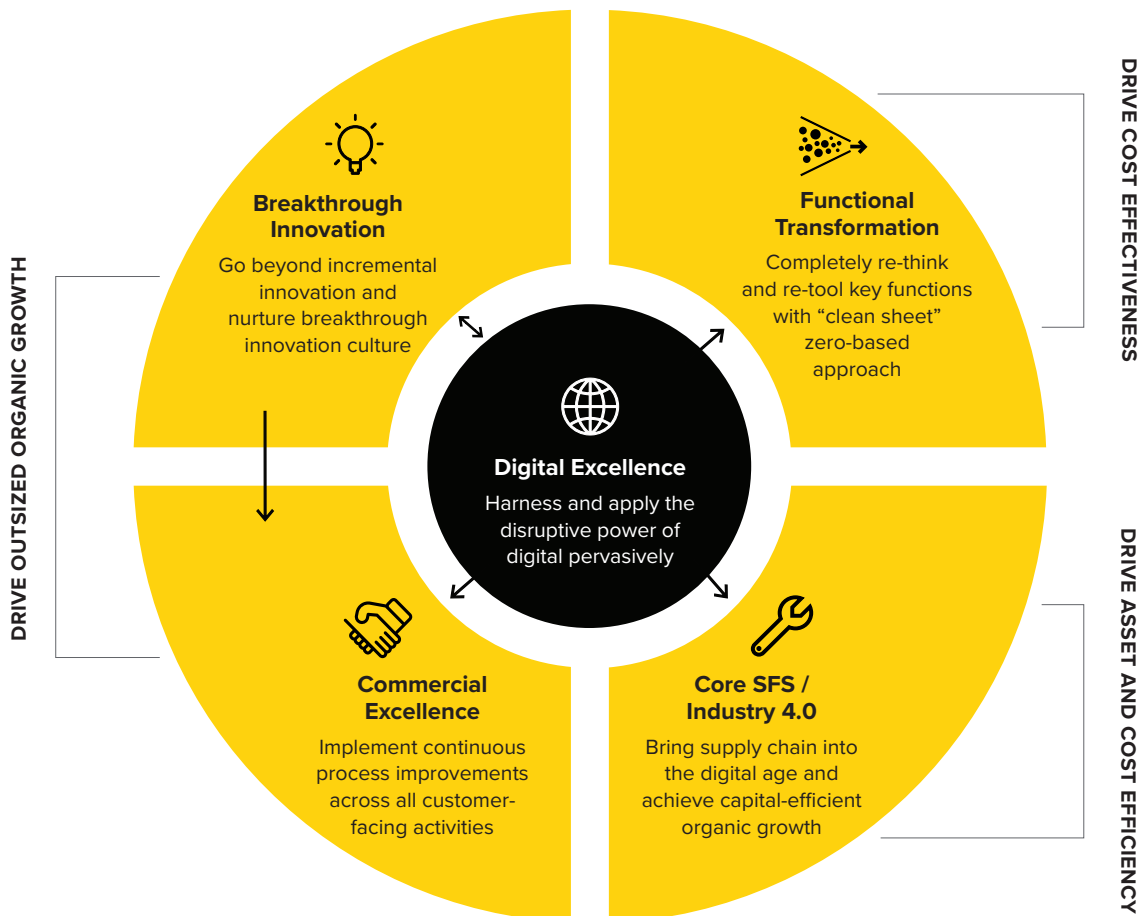 DRIVE OUTSIZED ORGANIC GROWTH
Breakthrough
Innovation
Go beyond incremental
innovation and
nurture breakthrough
innovation culture
Functional
Transformation
Completely re-think
and re-tool key functions
with “clean sheet”
zero-based
approach
DRIVE COST EFFECTIVENESS
Digital Excellence
Harness and apply the
disruptive power of
digital pervasively
Commercial
Excellence
Implement continuous
process improvements
across all customer-
facing activities
Core SFS /
Industry 4.0
Bring supply chain into
the digital age and
achieve capital-efficient
organic growth
DRIVE ASSET AND COST EFFICIENCY